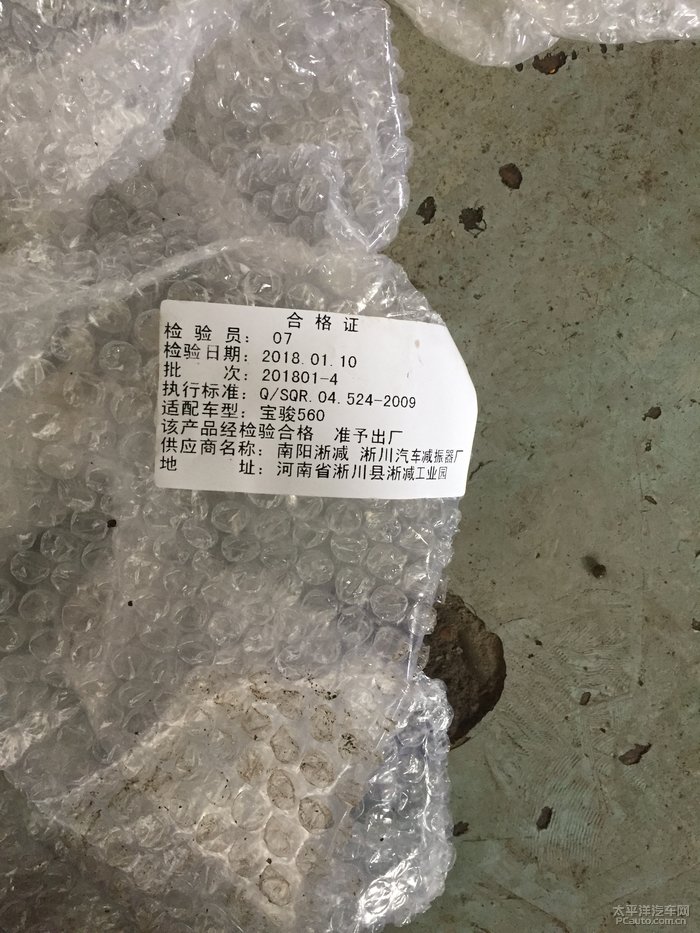 合格证
检验员： 07
检验日期：2018.01.10
批　　次：201801-4
执行标准：Q/SQR.04.524-2009
适配车型：宝骏560
该产品经检验合格 准予出厂
供应商名称：南阳淅减 淅川汽车减振器厂
地　　址：河南省淅川县淅减工业园
太平洋汽车网
PCauto.com.cn